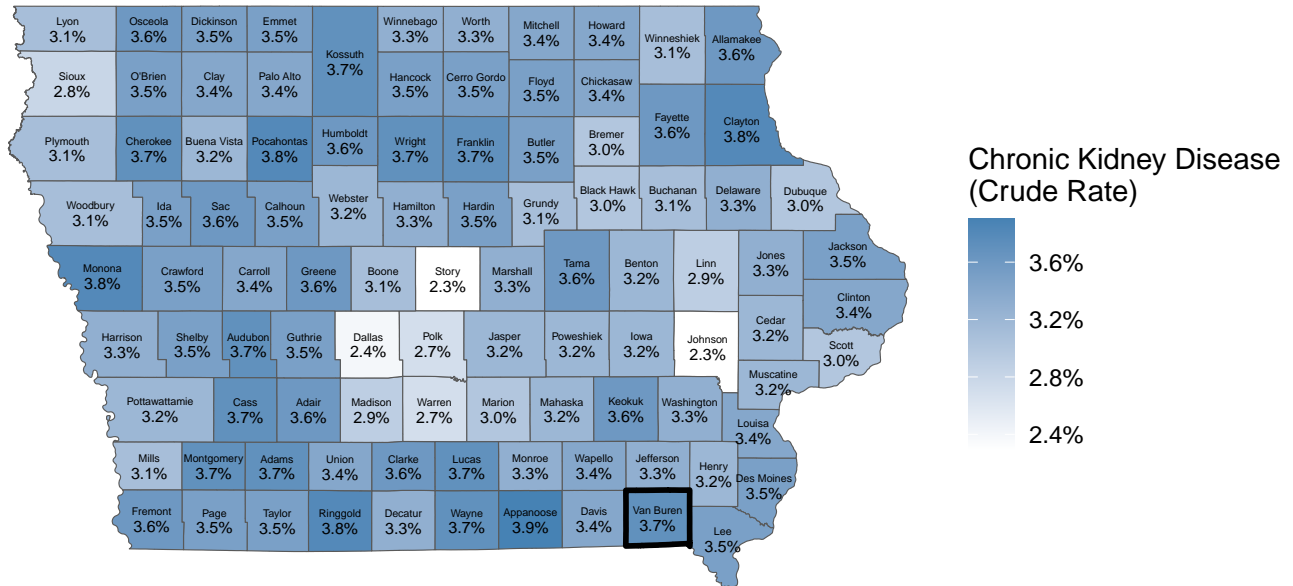 Lyon
3.1%
Osceola
3.6%
Dickinson
3.5%
Emmet
3.5%
Kossuth
3.7%
Winnebago
3.3%
Worth
3.3%
Mitchell
3.4%
Howard
3.4%
Winneshiek
3.1%
Allamakee
3.6%
Sioux
2.8%
O'Brien
3.5%
Clay
3.4%
Palo Alto
3.4%
Hancock
3.5%
Cerro Gordo
3.5%
Floyd
3.5%
Chickasaw
3.4%
Plymouth
3.1%
Cherokee
3.7%
Buena Vista
3.2%
Pocahontas
3.8%
Humboldt
3.6%
Wright
3.7%
Franklin
3.7%
Butler
3.5%
Bremer
3.0%
Fayette
3.6%
Clayton
3.8%
Woodbury
3.1%
Ida
3.5%
Sac
3.6%
Calhoun
3.5%
Webster
3.2%
Hamilton
3.3%
Hardin
3.5%
Grundy
3.1%
Black Hawk
3.0%
Buchanan
3.1%
Delaware
3.3%
Dubuque
3.0%
Monona
3.8%
Crawford
3.5%
Carroll
3.4%
Greene
3.6%
Boone
3.1%
Story
2.3%
Marshall
3.3%
Tama
3.6%
Benton
3.2%
Linn
2.9%
Jones
3.3%
Jackson
3.5%
Clinton
3.4%
Harrison
3.3%
Shelby
3.5%
Audubon
3.7%
Guthrie
3.5%
Dallas
2.4%
Polk
2.7%
Jasper
3.2%
Poweshiek
3.2%
Iowa
3.2%
Johnson
2.3%
Cedar
3.2%
Scott
3.0%
Muscatine
3.2%
Pottawattamie
3.2%
Cass
3.7%
Adair
3.6%
Madison
2.9%
Warren
2.7%
Marion
3.0%
Mahaska
3.2%
Keokuk
3.6%
Washington
3.3%
Louisa
3.4%
Mills
3.1%
Montgomery
3.7%
Adams
3.7%
Union
3.4%
Clarke
3.6%
Lucas
3.7%
Monroe
3.3%
Wapello
3.4%
Jefferson
3.3%
Henry
3.2%
Des Moines
3.5%
Fremont
3.6%
Page
3.5%
Taylor
3.5%
Ringgold
3.8%
Decatur
3.3%
Wayne
3.7%
Appanoose
3.9%
Davis
3.4%
Van Buren
3.7%
Lee
3.5%
Chronic Kidney Disease
(Crude Rate)
3.6%
3.2%
2.8%
2.4%